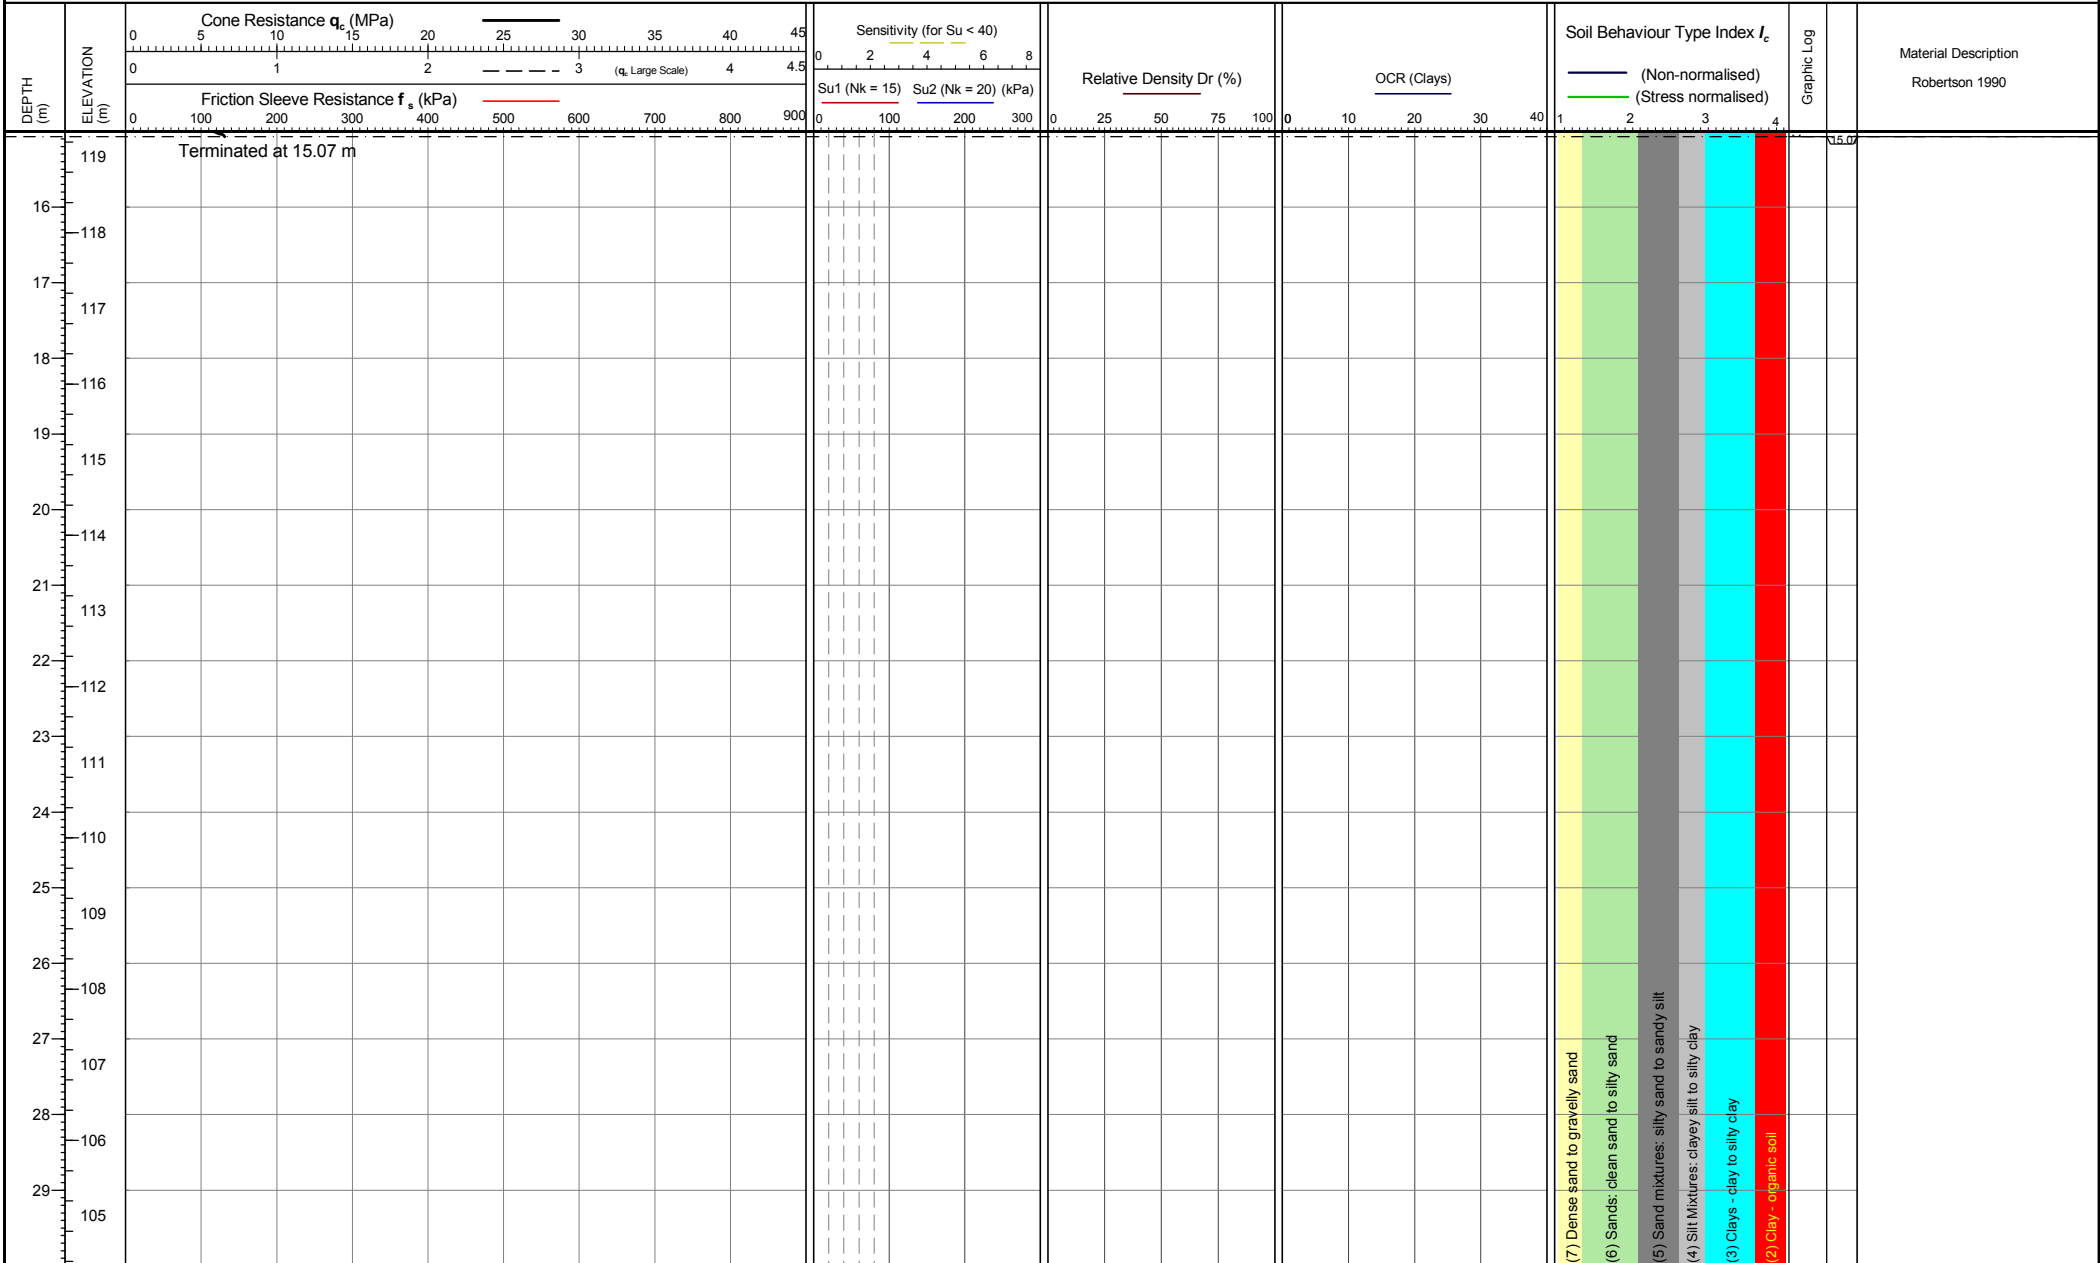 DEPTH
(m)
ELEVATION
(m)
Cone Resistance qc (MPa)
0 5 10 15 20 25 30 35 40 45
0 1 2 3 (qc Large Scale) 4 4.5
Friction Sleeve Resistance f s (kPa)
0 100 200 300 400 500 600 700 800 900
Sensitivity (for Su < 40)
0 2 4 6 8
Su1 (Nk = 15) Su2 (Nk = 20) (kPa)
0 100 200 300
Relative Density Dr (%)
0 25 50 75 100
OCR (Clays)
0 10 20 30 40
Soil Behaviour Type Index Ic
(Non-normalised)
(Stress normalised)
1 2 3 4
Graphic Log
Material Description
Robertson 1990
Terminated at 15.07 m
15.07
119
16
118
17
117
18
116
19
115
20
114
21
113
22
112
23
111
24
110
25
109
26
108
27
107
28
106
29
105
(7) Dense sand to gravelly sand
(6) Sands: clean sand to silty sand
(5) Sand mixtures: silty sand to sandy silt
(4) Silt Mixtures: clayey silt to silty clay
(3) Clays - clay to silty clay
(2) Clay - organic soil